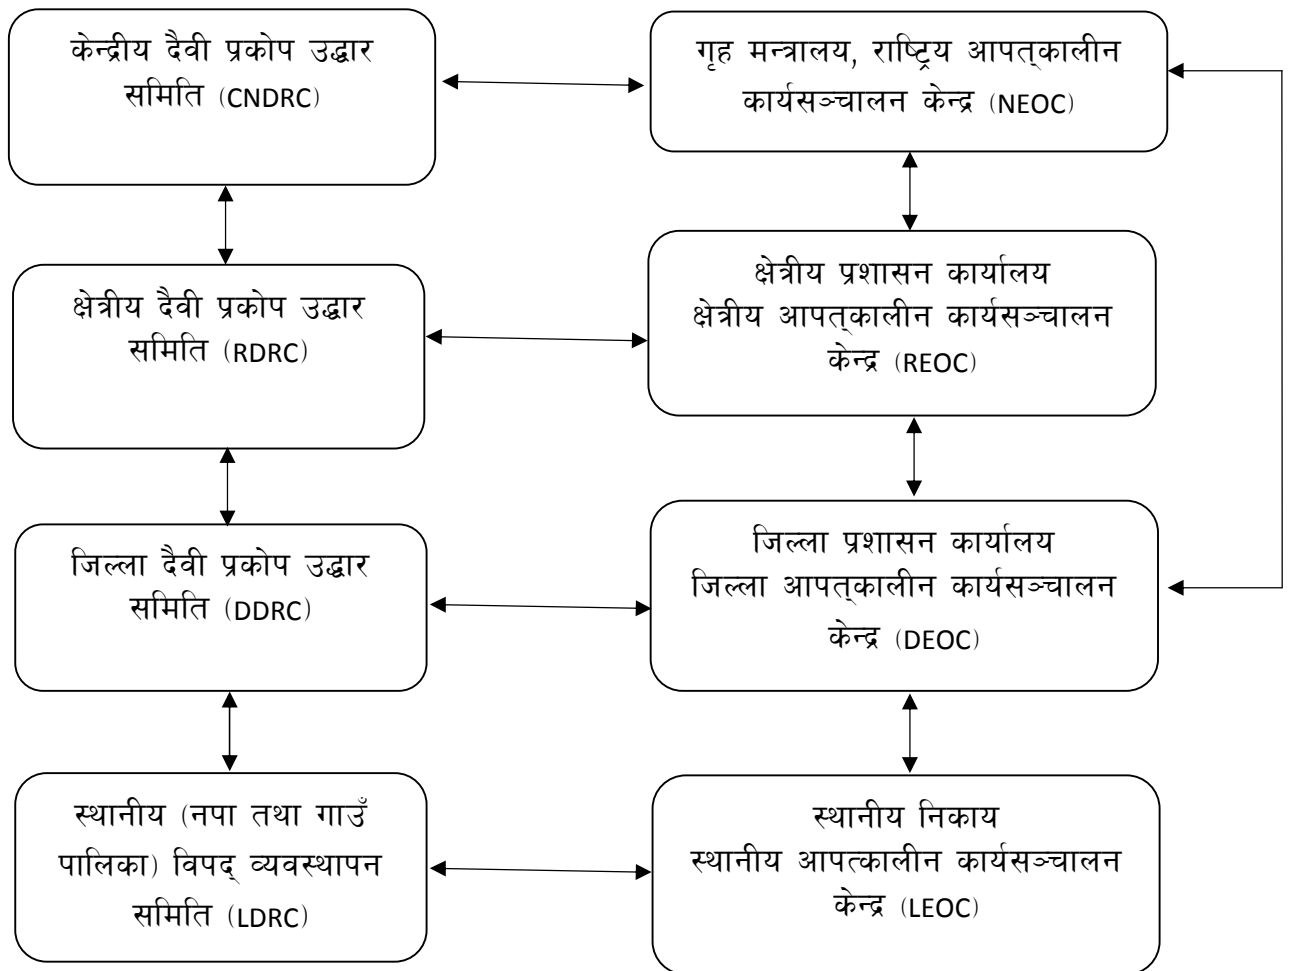 केन्द्रीय दैवी प्रकोप उद्धार
समिति (CNDRC)
गृह मन्त्रालय, राष्ट्रिय आपत्‌कालीन
कार्यसञ्चालन केन्द्र (NEOC)
क्षेत्रीय दैवी प्रकोप उद्धार
समिति (RDRC)
क्षेत्रीय प्रशासन कार्यालय
क्षेत्रीय आपत्‌कालीन कार्यसञ्चालन
केन्द्र (REOC)
जिल्ला दैवी प्रकोप उद्धार
समिति (DDRC)
जिल्ला प्रशासन कार्यालय
जिल्ला आपत्‌कालीन कार्यसञ्चालन
केन्द्र (DEOC)
स्थानीय (नपा तथा गाउँ
पालिका) विपद् व्यवस्थापन
समिति (LDRC)
स्थानीय निकाय
स्थानीय आपत्कालीन कार्यसञ्चालन
केन्द्र (LEOC)